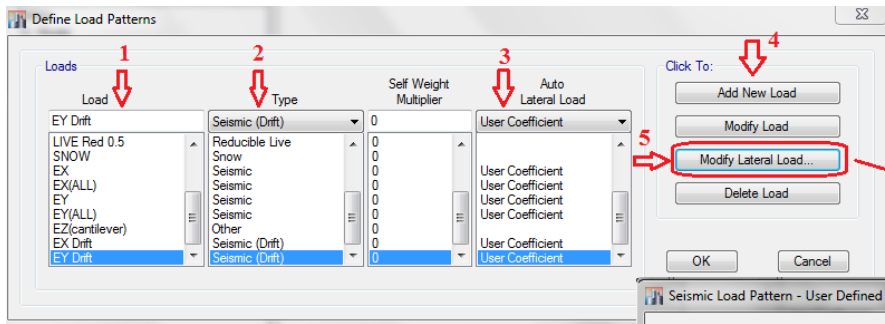 Define Load Patterns
1 2 3 4
Loads
Click To:
Load Type Self Weight Multiplier Auto Lateral Load
EY Drift Seismic (Drift) 0 User Coefficient
Add New Load
LIVE Red 0.5 Reducible Live 0
Modify Load
SNOW Snow 0
EX Seismic 0 User Coefficient
5
Modify Lateral Load...
EX(ALL) Seismic 0 User Coefficient
EY Seismic 0 User Coefficient
Delete Load
EY(ALL) Seismic 0 User Coefficient
EZ(cantilever) Other 0
EX Drift Seismic (Drift) 0 User Coefficient
EY Drift Seismic (Drift) 0 User Coefficient
OK Cancel
Seismic Load Pattern - User Defined